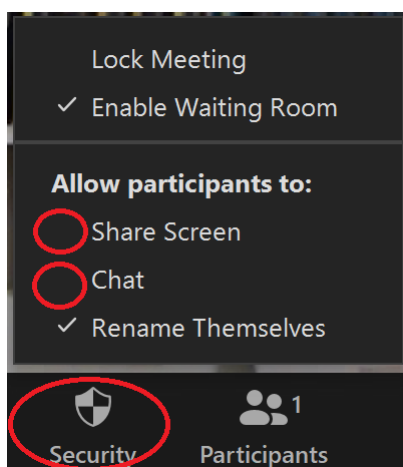 Lock Meeting
✓ Enable Waiting Room
Allow participants to:
Share Screen
Chat
✓ Rename Themselves
1
Security Participants